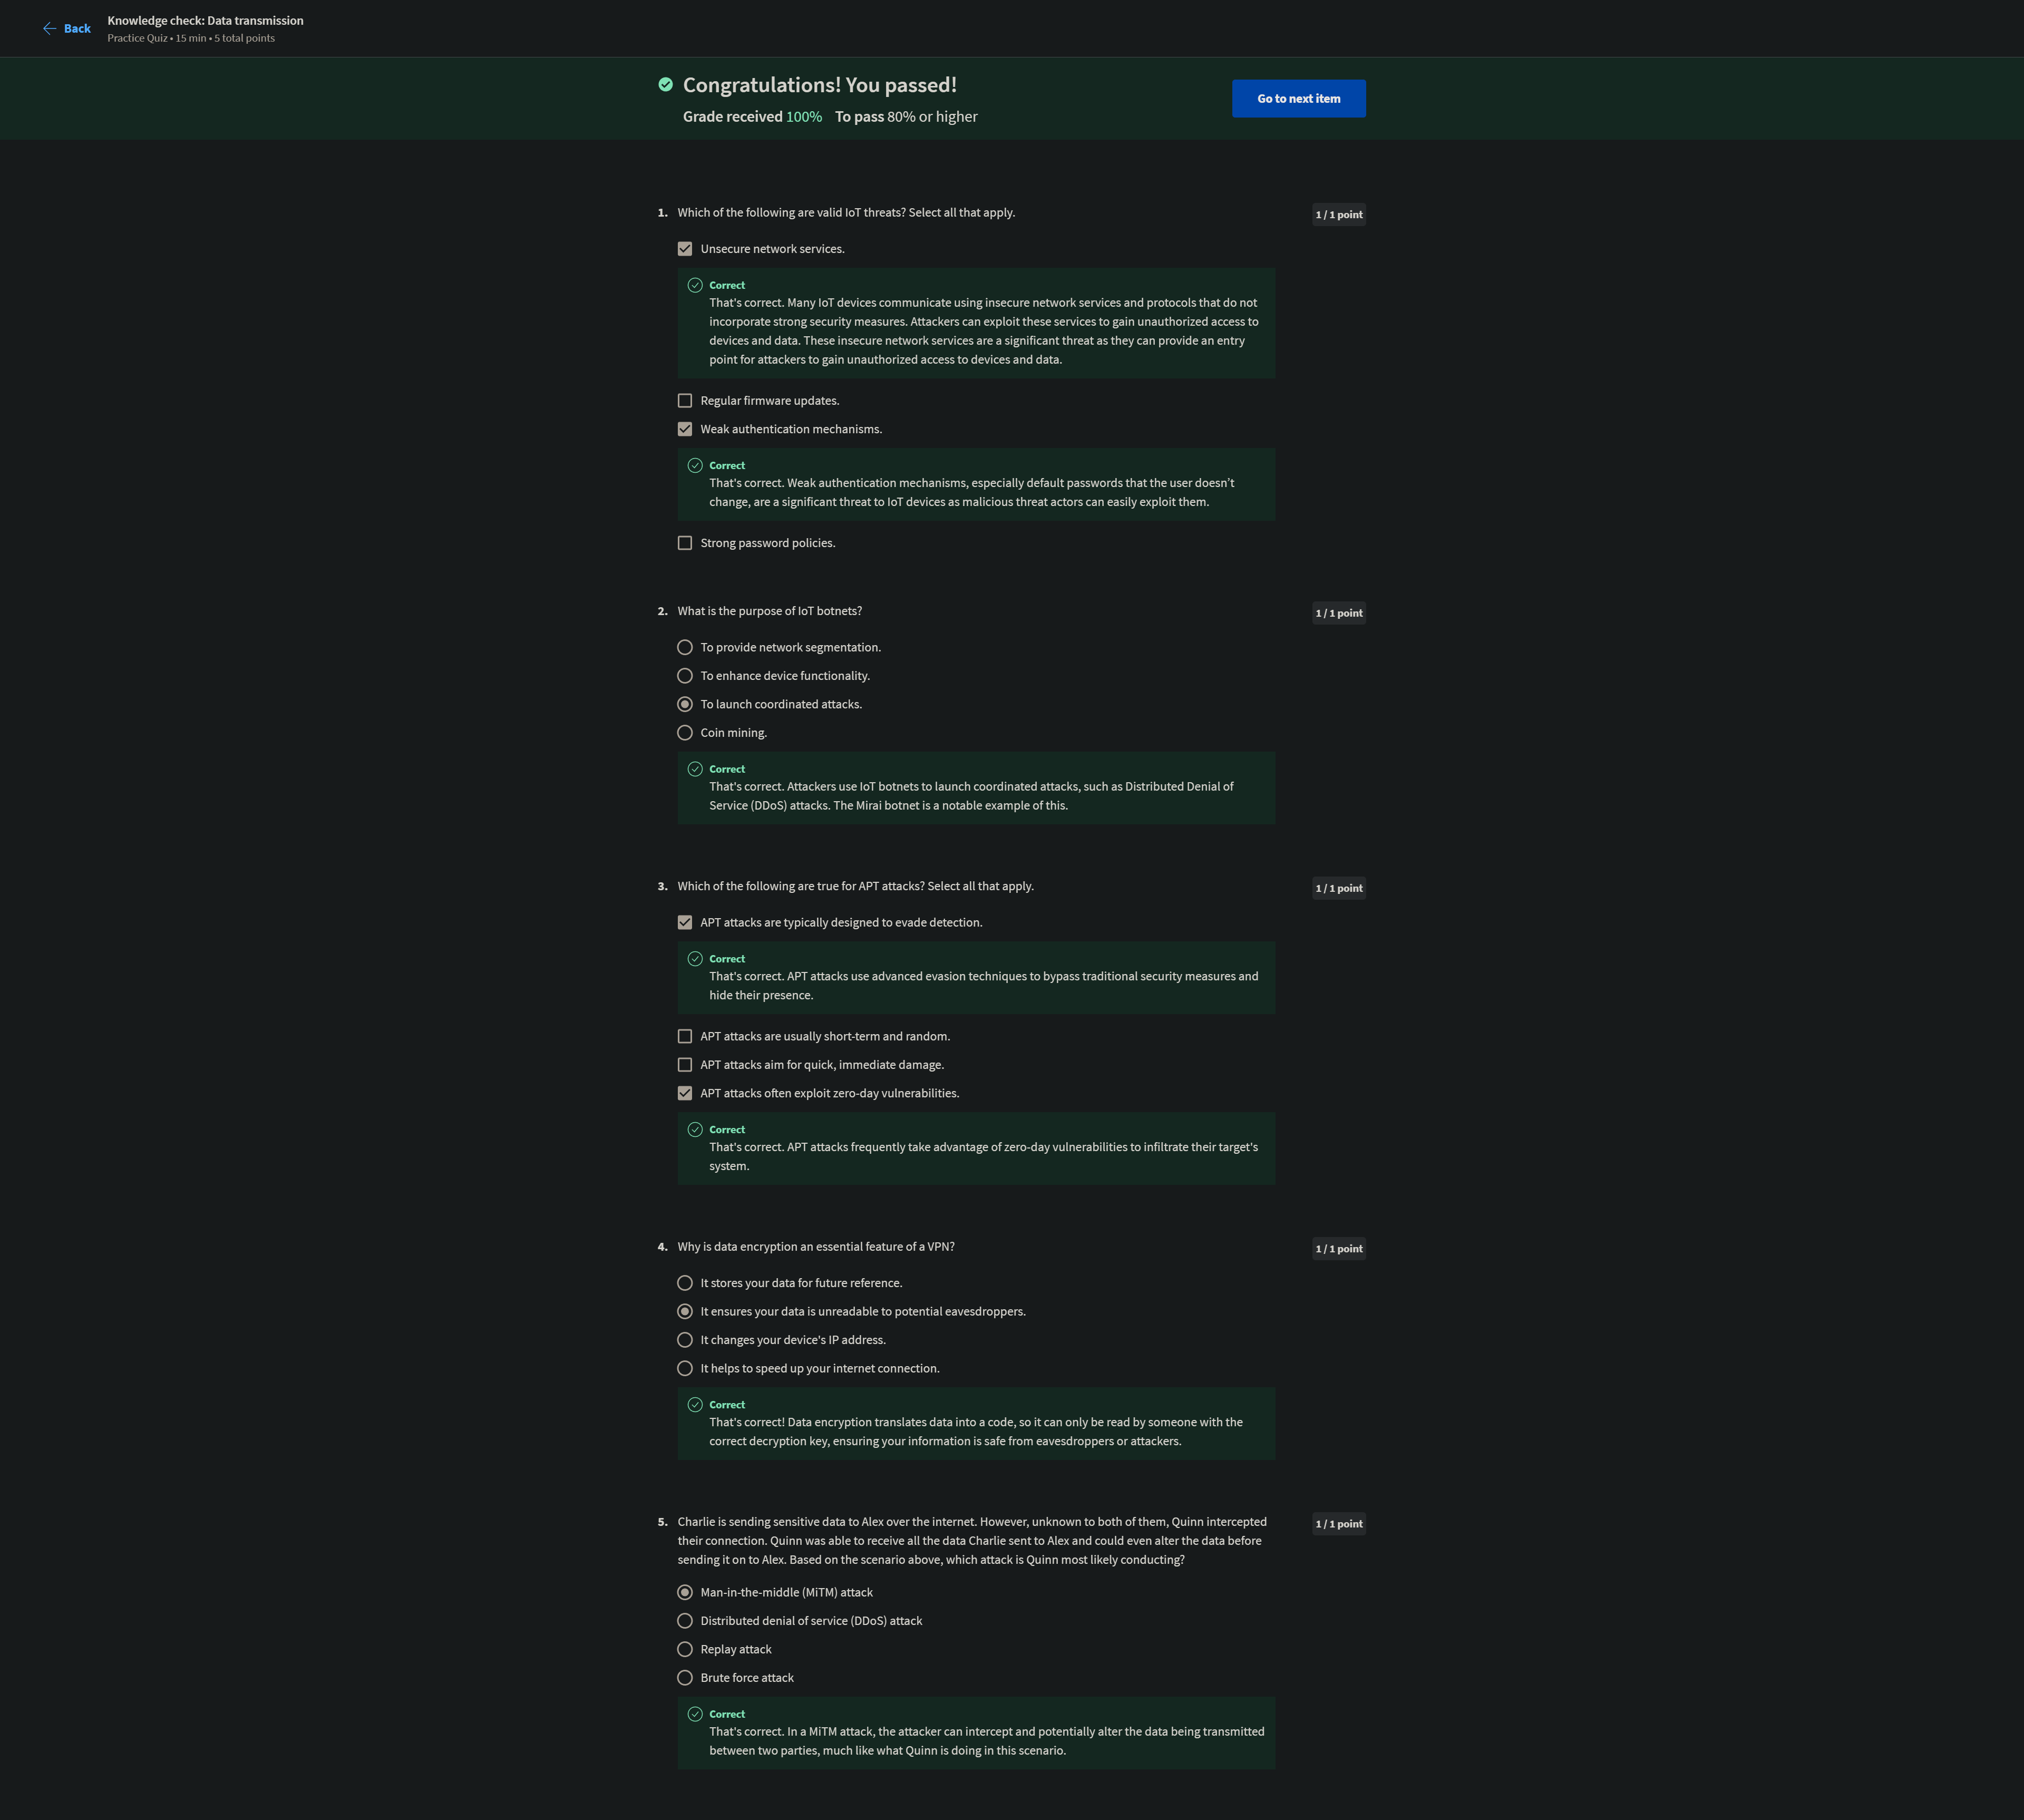 Back
Knowledge check: Data transmission
Practice Quiz • 15 min • 5 total points
Congratulations! You passed!
Grade received 100% To pass 80% or higher
Go to next item
1. Which of the following are valid IoT threats? Select all that apply.
1 / 1 point
Unsecure network services.
Correct
That's correct. Many IoT devices communicate using insecure network services and protocols that do not
incorporate strong security measures. Attackers can exploit these services to gain unauthorized access to
devices and data. These insecure network services are a significant threat as they can provide an entry
point for attackers to gain unauthorized access to devices and data.
Regular firmware updates.
Weak authentication mechanisms.
Correct
That's correct. Weak authentication mechanisms, especially default passwords that the user doesn't
change, are a significant threat to IoT devices as malicious threat actors can easily exploit them.
Strong password policies.
2. What is the purpose of IoT botnets?
1 / 1 point
To provide network segmentation.
To enhance device functionality.
To launch coordinated attacks.
Coin mining.
Correct
That's correct. Attackers use IoT botnets to launch coordinated attacks, such as Distributed Denial of
Service (DDoS) attacks. The Mirai botnet is a notable example of this.
3. Which of the following are true for APT attacks? Select all that apply.
1 / 1 point
APT attacks are typically designed to evade detection.
Correct
That's correct. APT attacks use advanced evasion techniques to bypass traditional security measures and
hide their presence.
APT attacks are usually short-term and random.
APT attacks aim for quick, immediate damage.
APT attacks often exploit zero-day vulnerabilities.
Correct
That's correct. APT attacks frequently take advantage of zero-day vulnerabilities to infiltrate their target's
system.
4. Why is data encryption an essential feature of a VPN?
1 / 1 point
It stores your data for future reference.
It ensures your data is unreadable to potential eavesdroppers.
It changes your device's IP address.
It helps to speed up your internet connection.
Correct
That's correct! Data encryption translates data into a code, so it can only be read by someone with the
correct decryption key, ensuring your information is safe from eavesdroppers or attackers.
5. Charlie is sending sensitive data to Alex over the internet. However, unknown to both of them, Quinn intercepted
their connection. Quinn was able to receive all the data Charlie sent to Alex and could even alter the data before
sending it on to Alex. Based on the scenario above, which attack is Quinn most likely conducting?
1 / 1 point
Man-in-the-middle (MiTM) attack
Distributed denial of service (DDoS) attack
Replay attack
Brute force attack
Correct
That's correct. In a MiTM attack, the attacker can intercept and potentially alter the data being transmitted
between two parties, much like what Quinn is doing in this scenario.